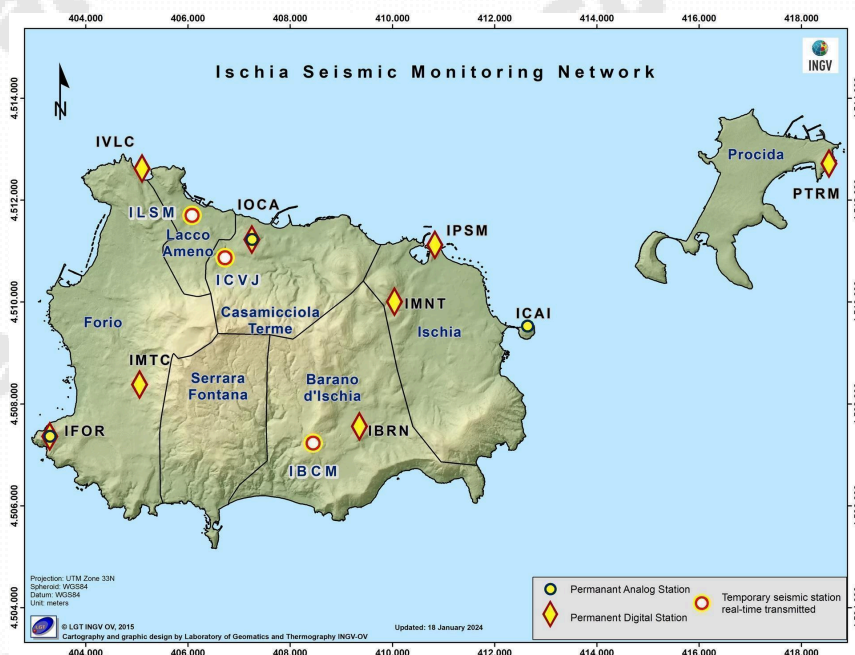 404.000 406.000 408.000 410.000 412.000 414.000 416.000 418.000
Ischia Seismic Monitoring Network
INGV
N
4.514.000
4.512.000
4.510.000
4.508.000
4.506.000
4.504.000
IVLC
Procida
PTRM
ILSM
IOCA
Lacco
Ameno
IPSM
ICVJ
IMNT
Casamicciola
Terme
ICAI
Forio
Ischia
IMTC
Serrara
Fontana
Barano
d'Ischia
IFOR
IBRN
IBCM
Projection: UTM Zone 33N
Spheroid: WGS84
Datum: WGS84
Unit: meters
LGT
© LGT INGV OV, 2015
Updated: 18 January 2024
Cartography and graphic design by Laboratory of Geomatics and Thermography INGV-OV
Permanant Analog Station
Permanent Digital Station
Temporary seismic station
real-time transmitted
404.000 406.000 408.000 410.000 412.000 414.000 416.000 418.000